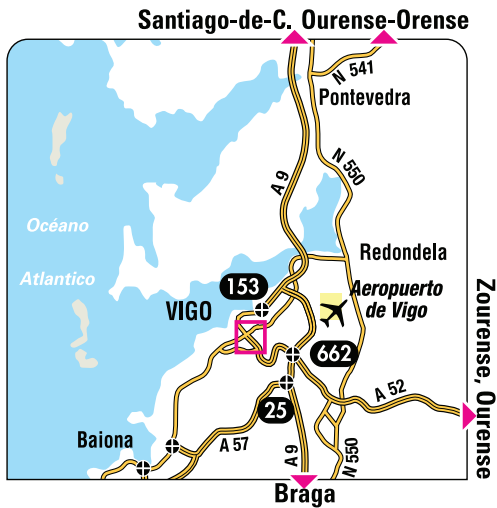 Santiago-de-C. Ourense-Orense
N 541
Pontevedra
A 9
N 550
Océano
Atlantico
Redondela
153
Aeropuerto
de Vigo
VIGO
662
Zourense, Ourense
25
A 52
Baiona
A 57
A 9
N 550
Braga